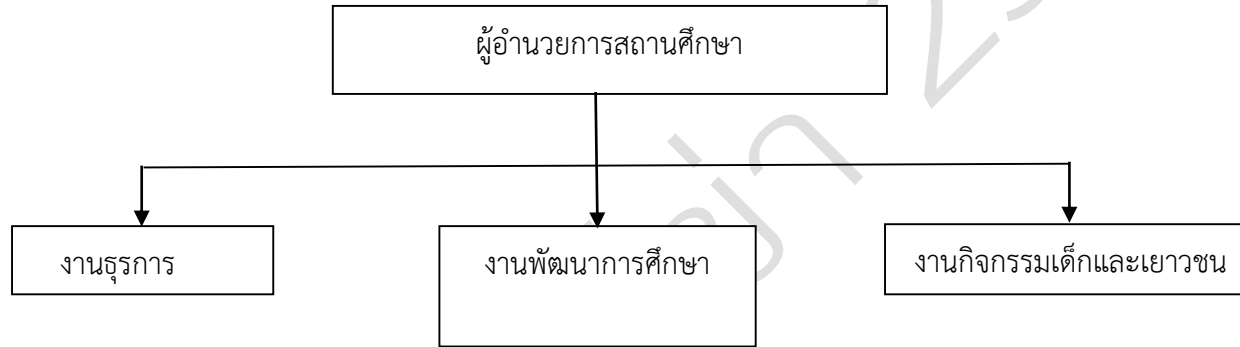 ผู้อำนวยการสถานศึกษา
งานธุรการ
งานพัฒนาการศึกษา
งานกิจกรรมเด็กและเยาวชน